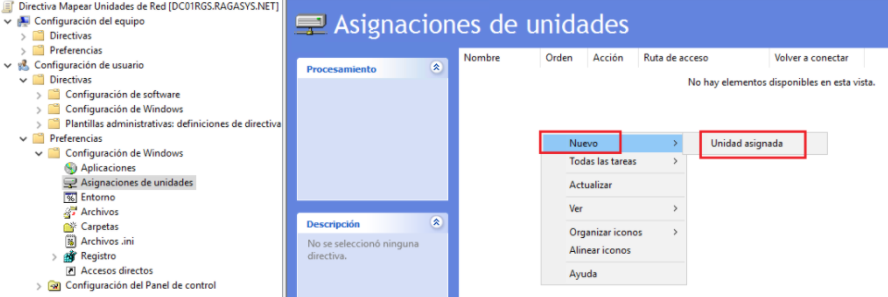 Directiva Mapear Unidades de Red [DC01RGS.RAGASYS.NET]
Configuración del equipo
Directivas
Preferencias
Configuración de usuario
Directivas
Configuración de software
Configuración de Windows
Plantillas administrativas: definiciones de directiva
Preferencias
Configuración de Windows
Aplicaciones
Asignaciones de unidades
Entorno
Archivos
Carpetas
Archivos .ini
Registro
Accesos directos
Configuración del Panel de control
Asignaciones de unidades
Procesamiento
Descripción
No se seleccionó ninguna
directiva.
Nombre Orden Acción Ruta de acceso Volver a conectar
No hay elementos disponibles en esta vista.
Nuevo
Todas las tareas
Actualizar
Ver
Organizar iconos
Alinear iconos
Ayuda
Unidad asignada